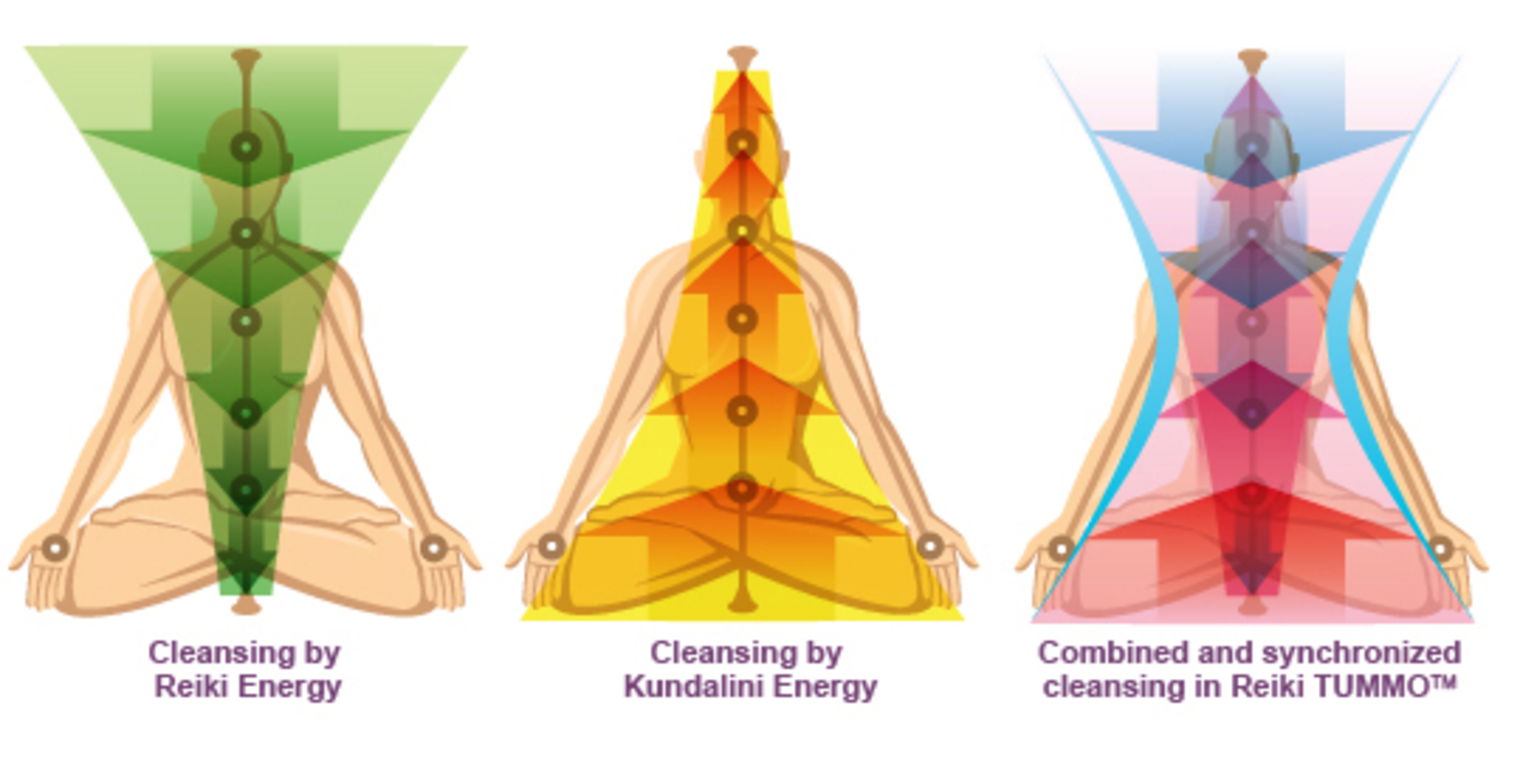 Cleansing by
Reiki Energy
Cleansing by
Kundalini Energy
Combined and synchronized
cleansing in Reiki TUMMO™